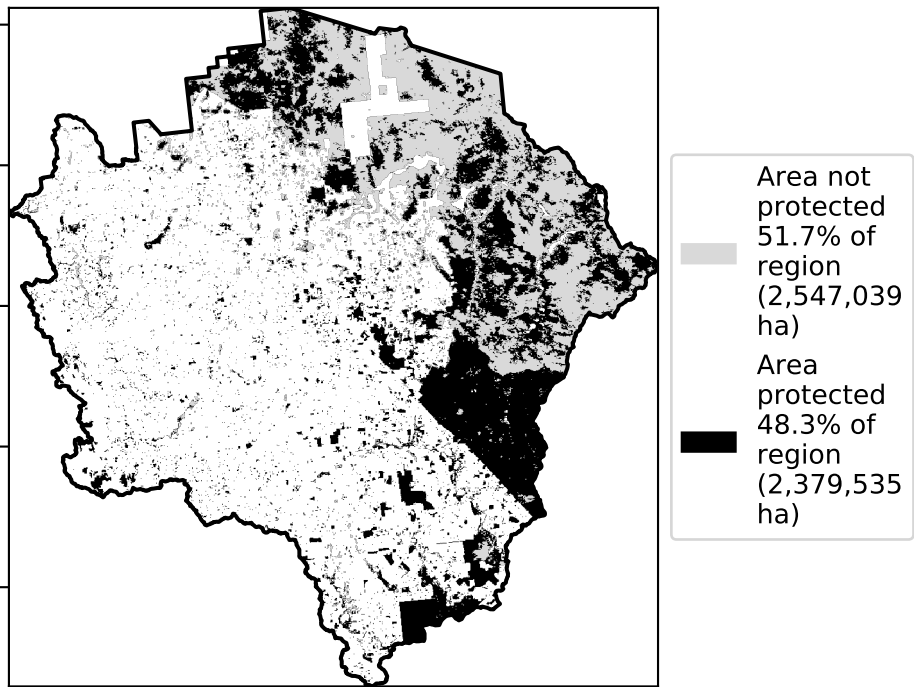 Area not
protected
51.7% of
region
(2,547,039
ha)
Area
protected
48.3% of
region
(2,379,535
ha)